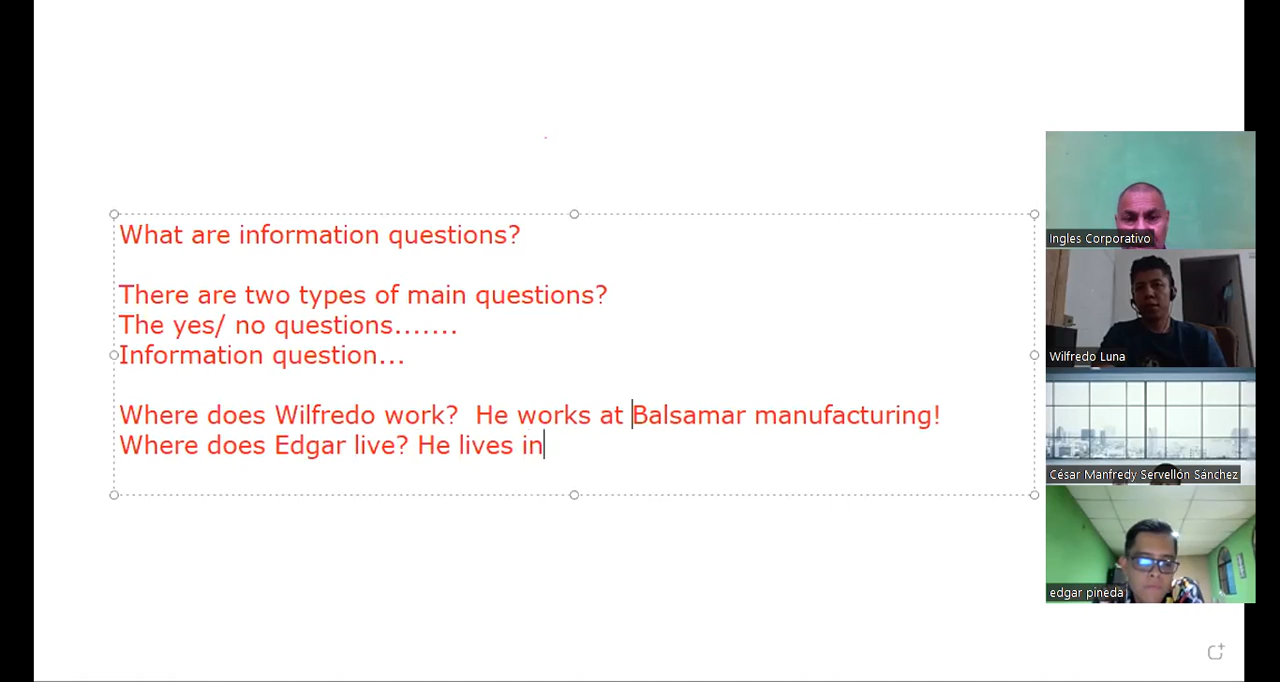 What are information questions?
There are two types of main questions?
The yes/ no questions.......
Information question...
Where does Wilfredo work?  He works at Balsamar manufacturing!
Where does Edgar live? He lives in
Ingles Corporativo
Wilfredo Luna
César Manfredy Servellón Sánchez
edgar pineda